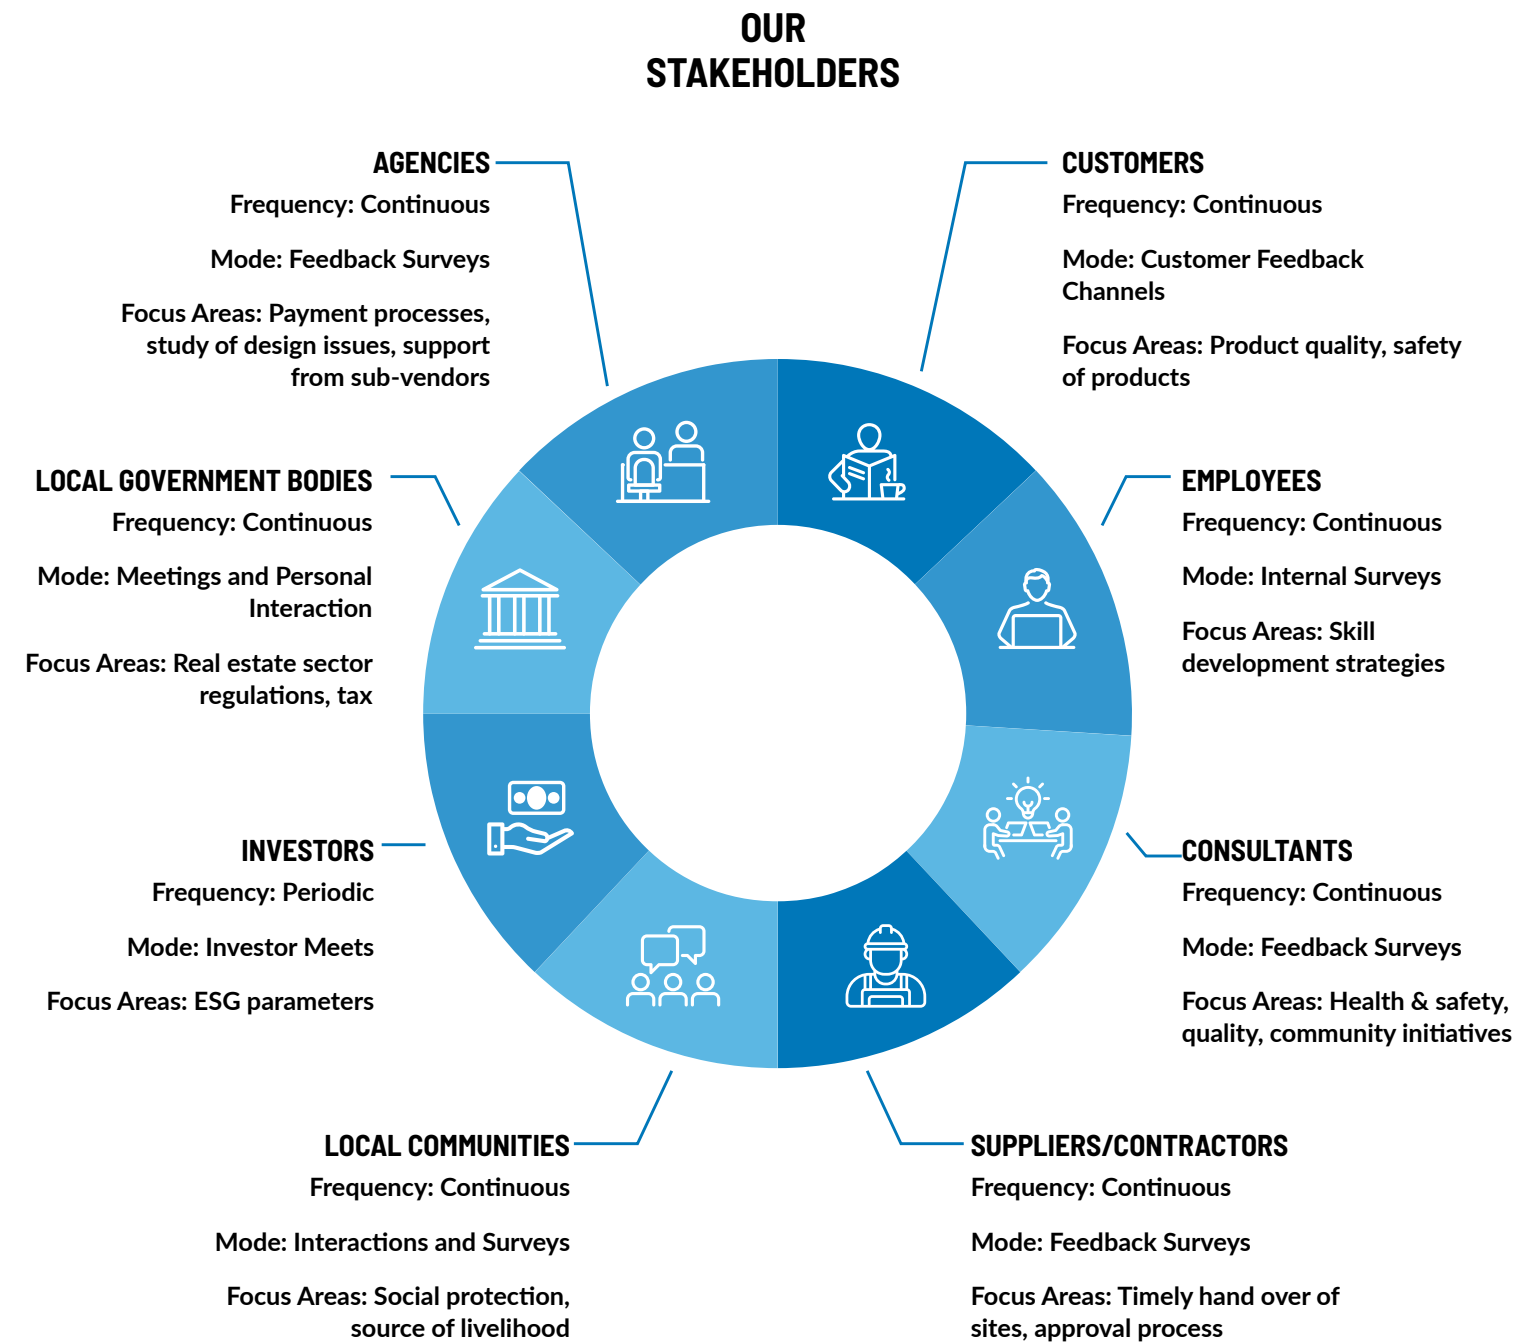 OUR
STAKEHOLDERS
AGENCIES
Frequency: Continuous
Mode: Feedback Surveys
Focus Areas: Payment processes,
study of design issues, support
from sub-vendors
CUSTOMERS
Frequency: Continuous
Mode: Customer Feedback
Channels
Focus Areas: Product quality, safety
of products
LOCAL GOVERNMENT BODIES
Frequency: Continuous
Mode: Meetings and Personal
Interaction
Focus Areas: Real estate sector
regulations, tax
EMPLOYEES
Frequency: Continuous
Mode: Internal Surveys
Focus Areas: Skill
development strategies
INVESTORS
Frequency: Periodic
Mode: Investor Meets
Focus Areas: ESG parameters
CONSULTANTS
Frequency: Continuous
Mode: Feedback Surveys
Focus Areas: Health & safety,
quality, community initiatives
LOCAL COMMUNITIES
Frequency: Continuous
Mode: Interactions and Surveys
Focus Areas: Social protection,
source of livelihood
SUPPLIERS/CONTRACTORS
Frequency: Continuous
Mode: Feedback Surveys
Focus Areas: Timely hand over of
sites, approval process